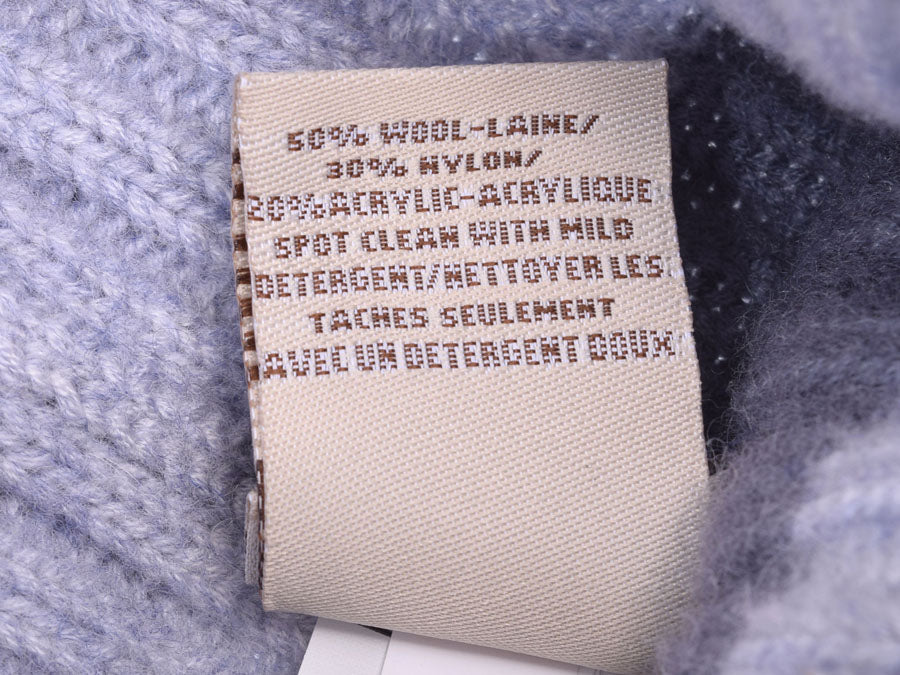 50% WOOL-LAINE/
30% NYLON/
20% ACRYLIC-ACRYLIQUE
SPOT CLEAN WITH MILD
DETERGENT/NETTOYER LES
TACHES SEULEMENT
AVEC UN DETERGENT DOUX